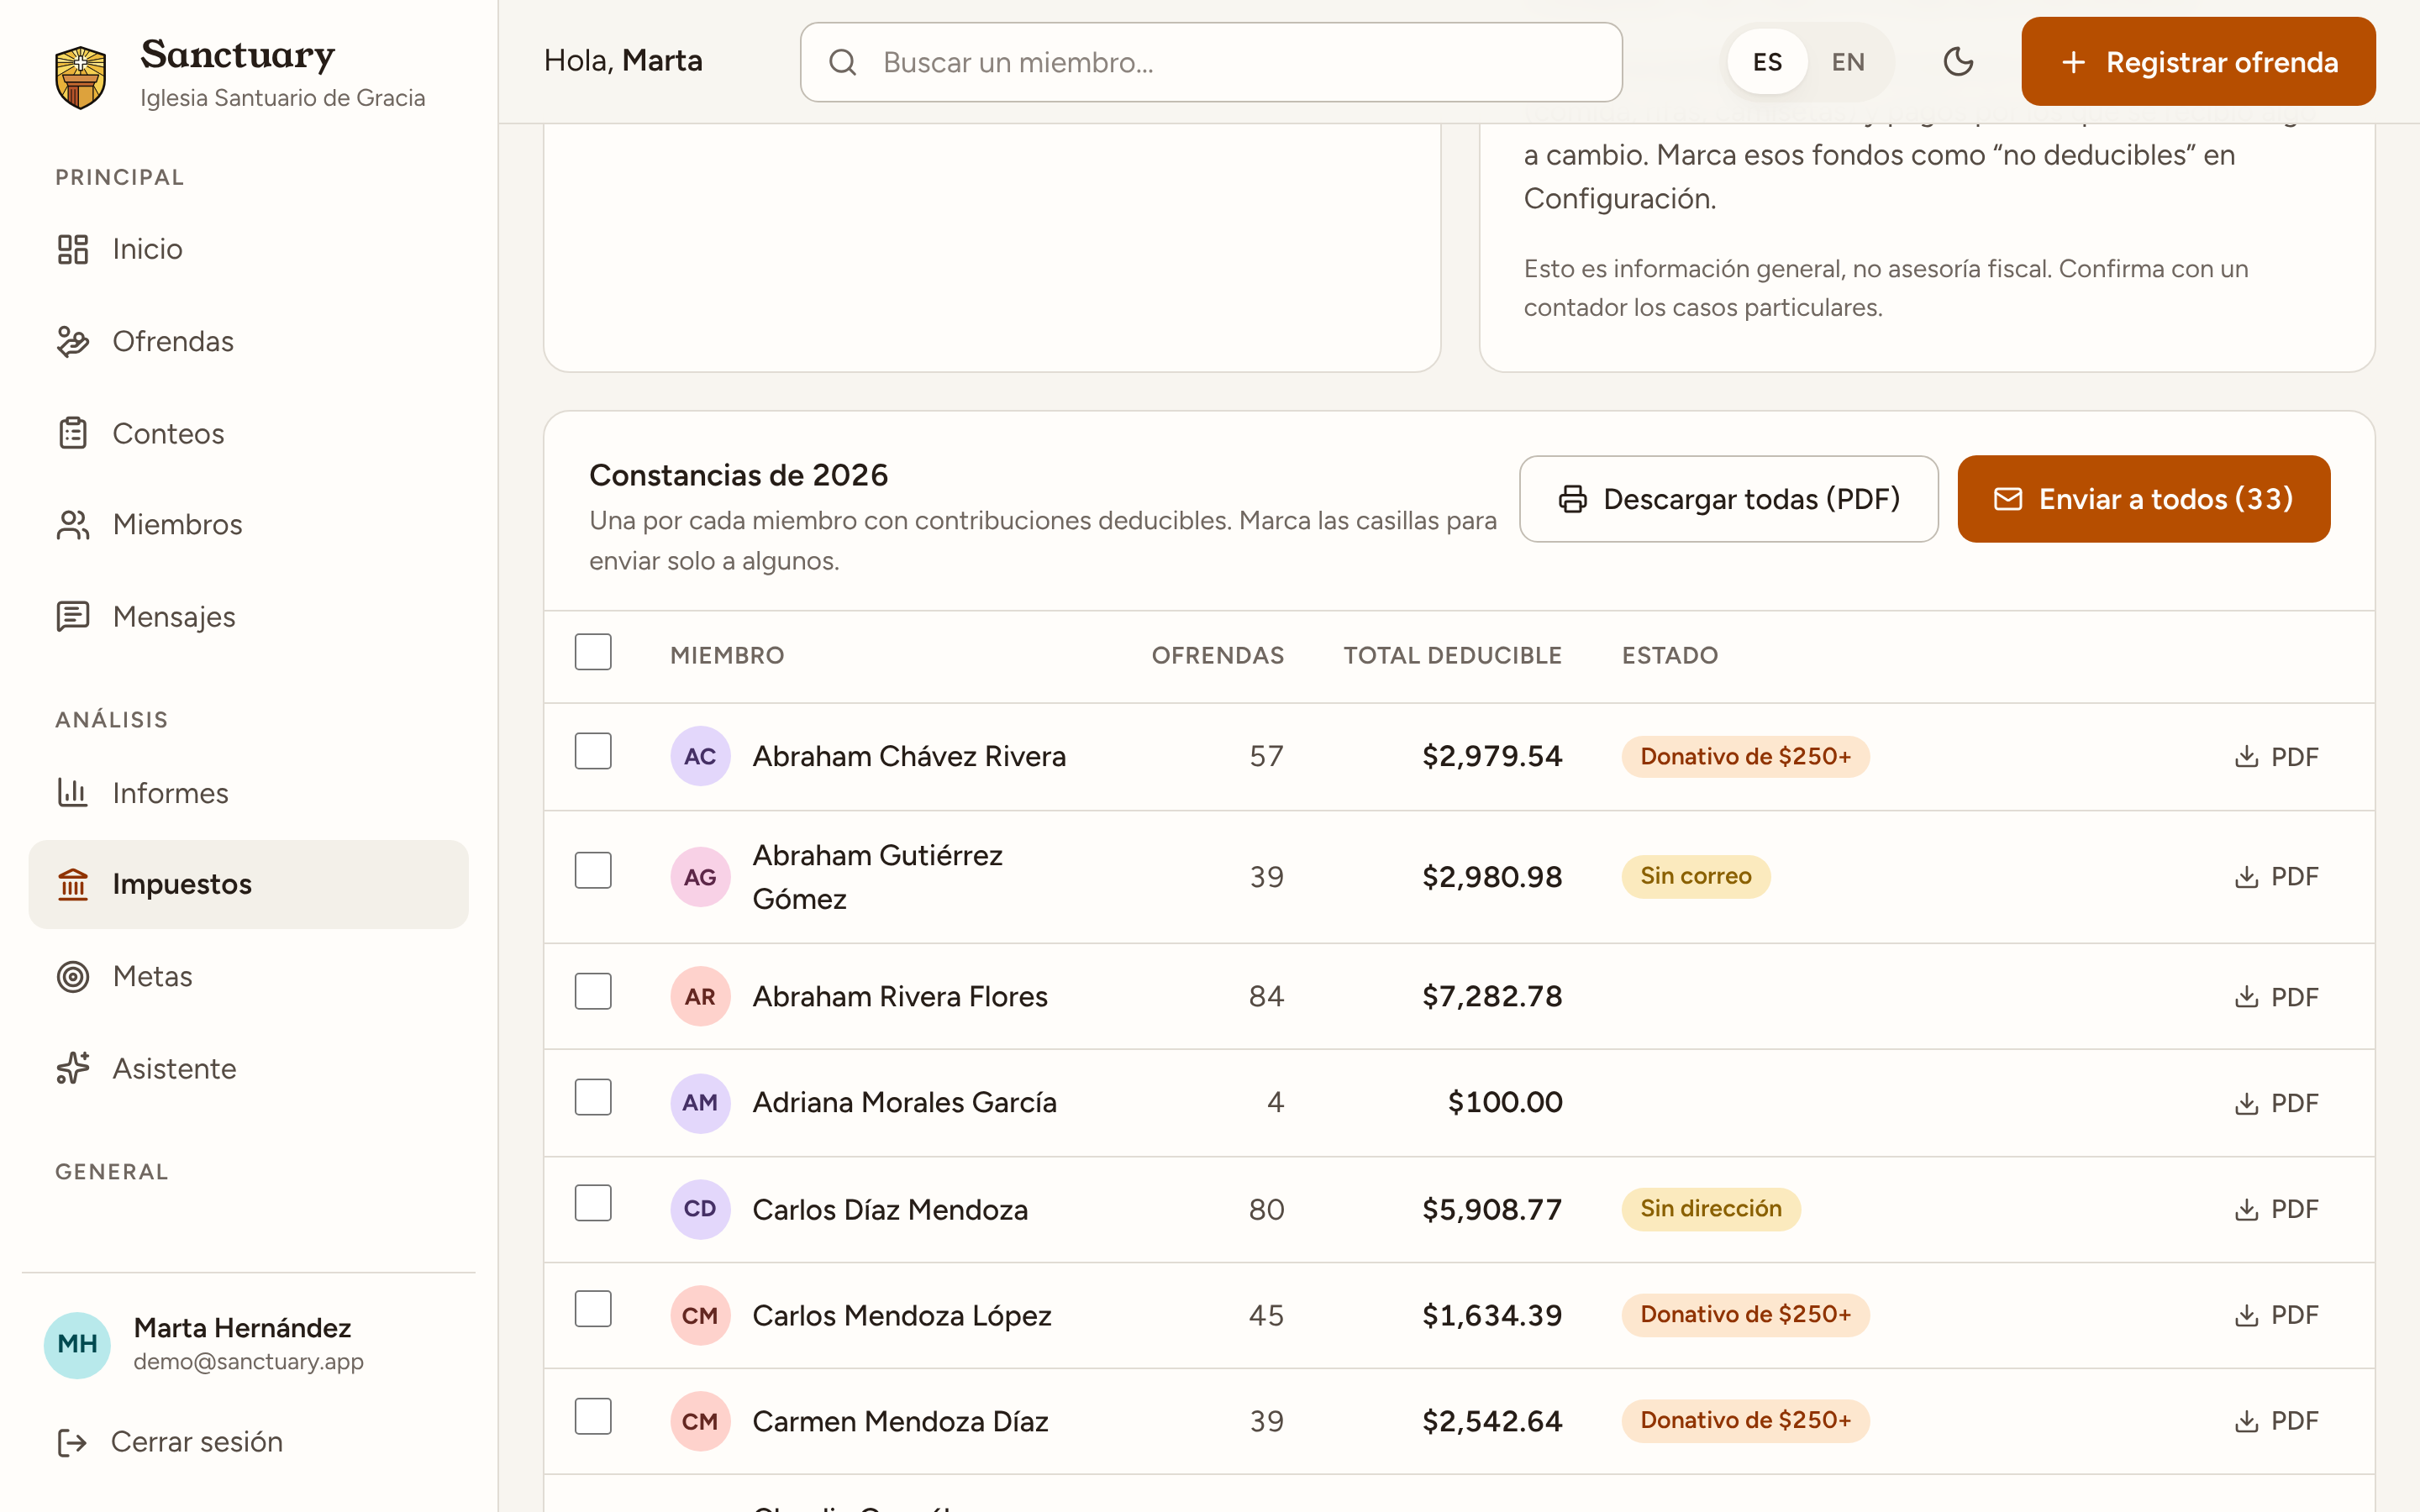 Sanctuary
Iglesia Santuario de Gracia
PRINCIPAL
Inicio
Ofrendas
Conteos
Miembros
Mensajes
ANÁLISIS
Informes
Impuestos
Metas
Asistente
GENERAL
MH
Marta Hernández
demo@sanctuary.app
Cerrar sesión
Hola, Marta
Buscar un miembro...
ES EN
Registrar ofrenda
a cambio. Marca esos fondos como “no deducibles” en
Configuración.
Esto es información general, no asesoría fiscal. Confirma con un
contador los casos particulares.
Constancias de 2026
Una por cada miembro con contribuciones deducibles. Marca las casillas para
enviar solo a algunos.
Descargar todas (PDF)
Enviar a todos (33)
MIEMBRO OFRENDAS TOTAL DEDUCIBLE ESTADO
AC Abraham Chávez Rivera 57 $2,979.54 Donativo de $250+ PDF
AG Abraham Gutiérrez
Gómez 39 $2,980.98 Sin correo PDF
AR Abraham Rivera Flores 84 $7,282.78 PDF
AM Adriana Morales García 4 $100.00 PDF
CD Carlos Díaz Mendoza 80 $5,908.77 Sin dirección PDF
CM Carlos Mendoza López 45 $1,634.39 Donativo de $250+ PDF
CM Carmen Mendoza Díaz 39 $2,542.64 Donativo de $250+ PDF